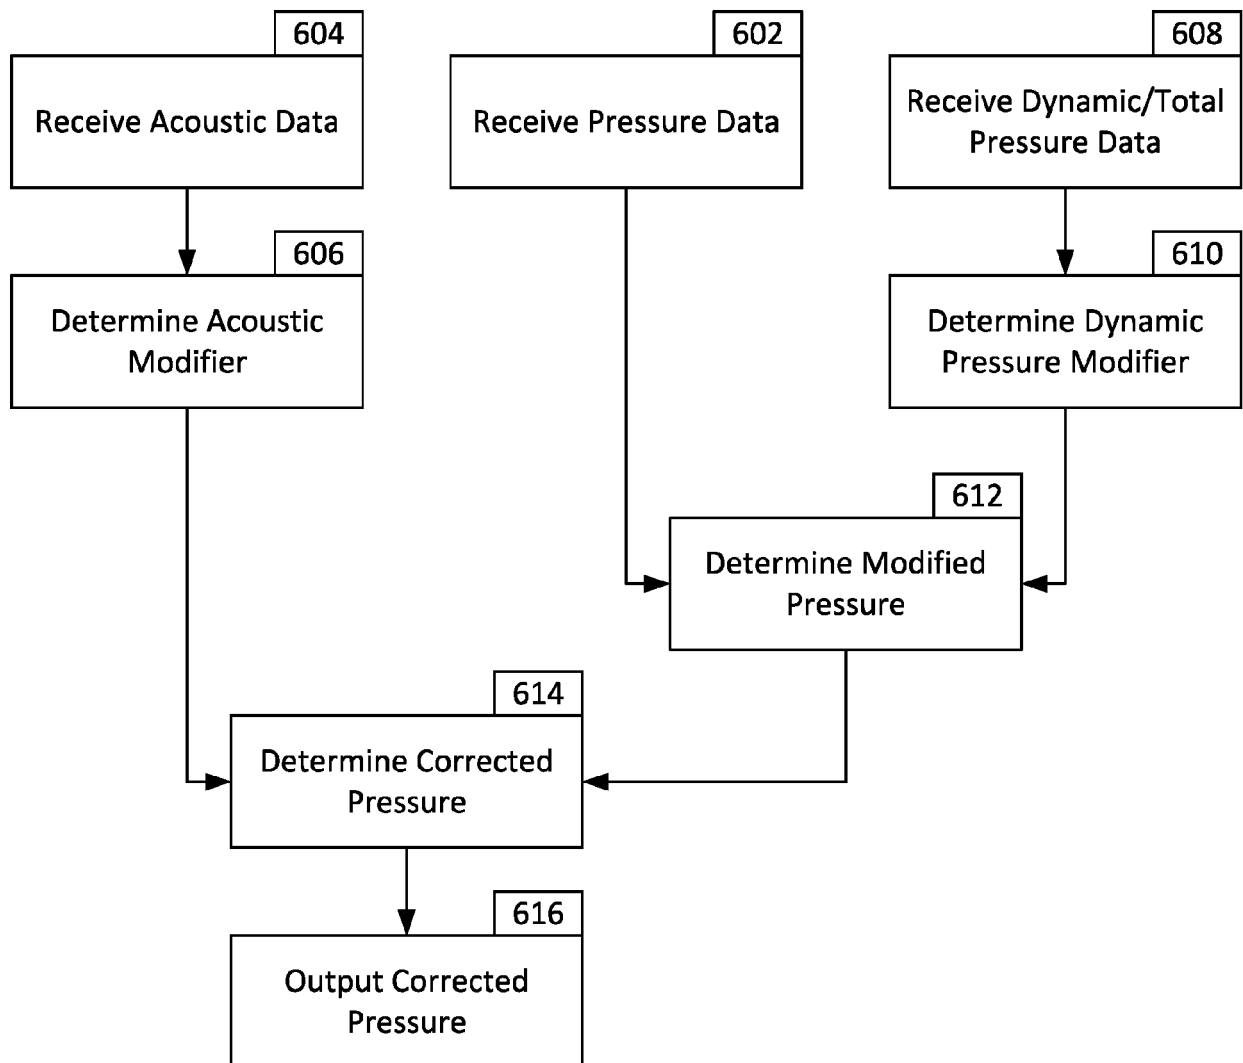 604
Receive Acoustic Data
602
Receive Pressure Data
608
Receive Dynamic/Total
Pressure Data
606
Determine Acoustic
Modifier
610
Determine Dynamic
Pressure Modifier
612
Determine Modified
Pressure
614
Determine Corrected
Pressure
616
Output Corrected
Pressure